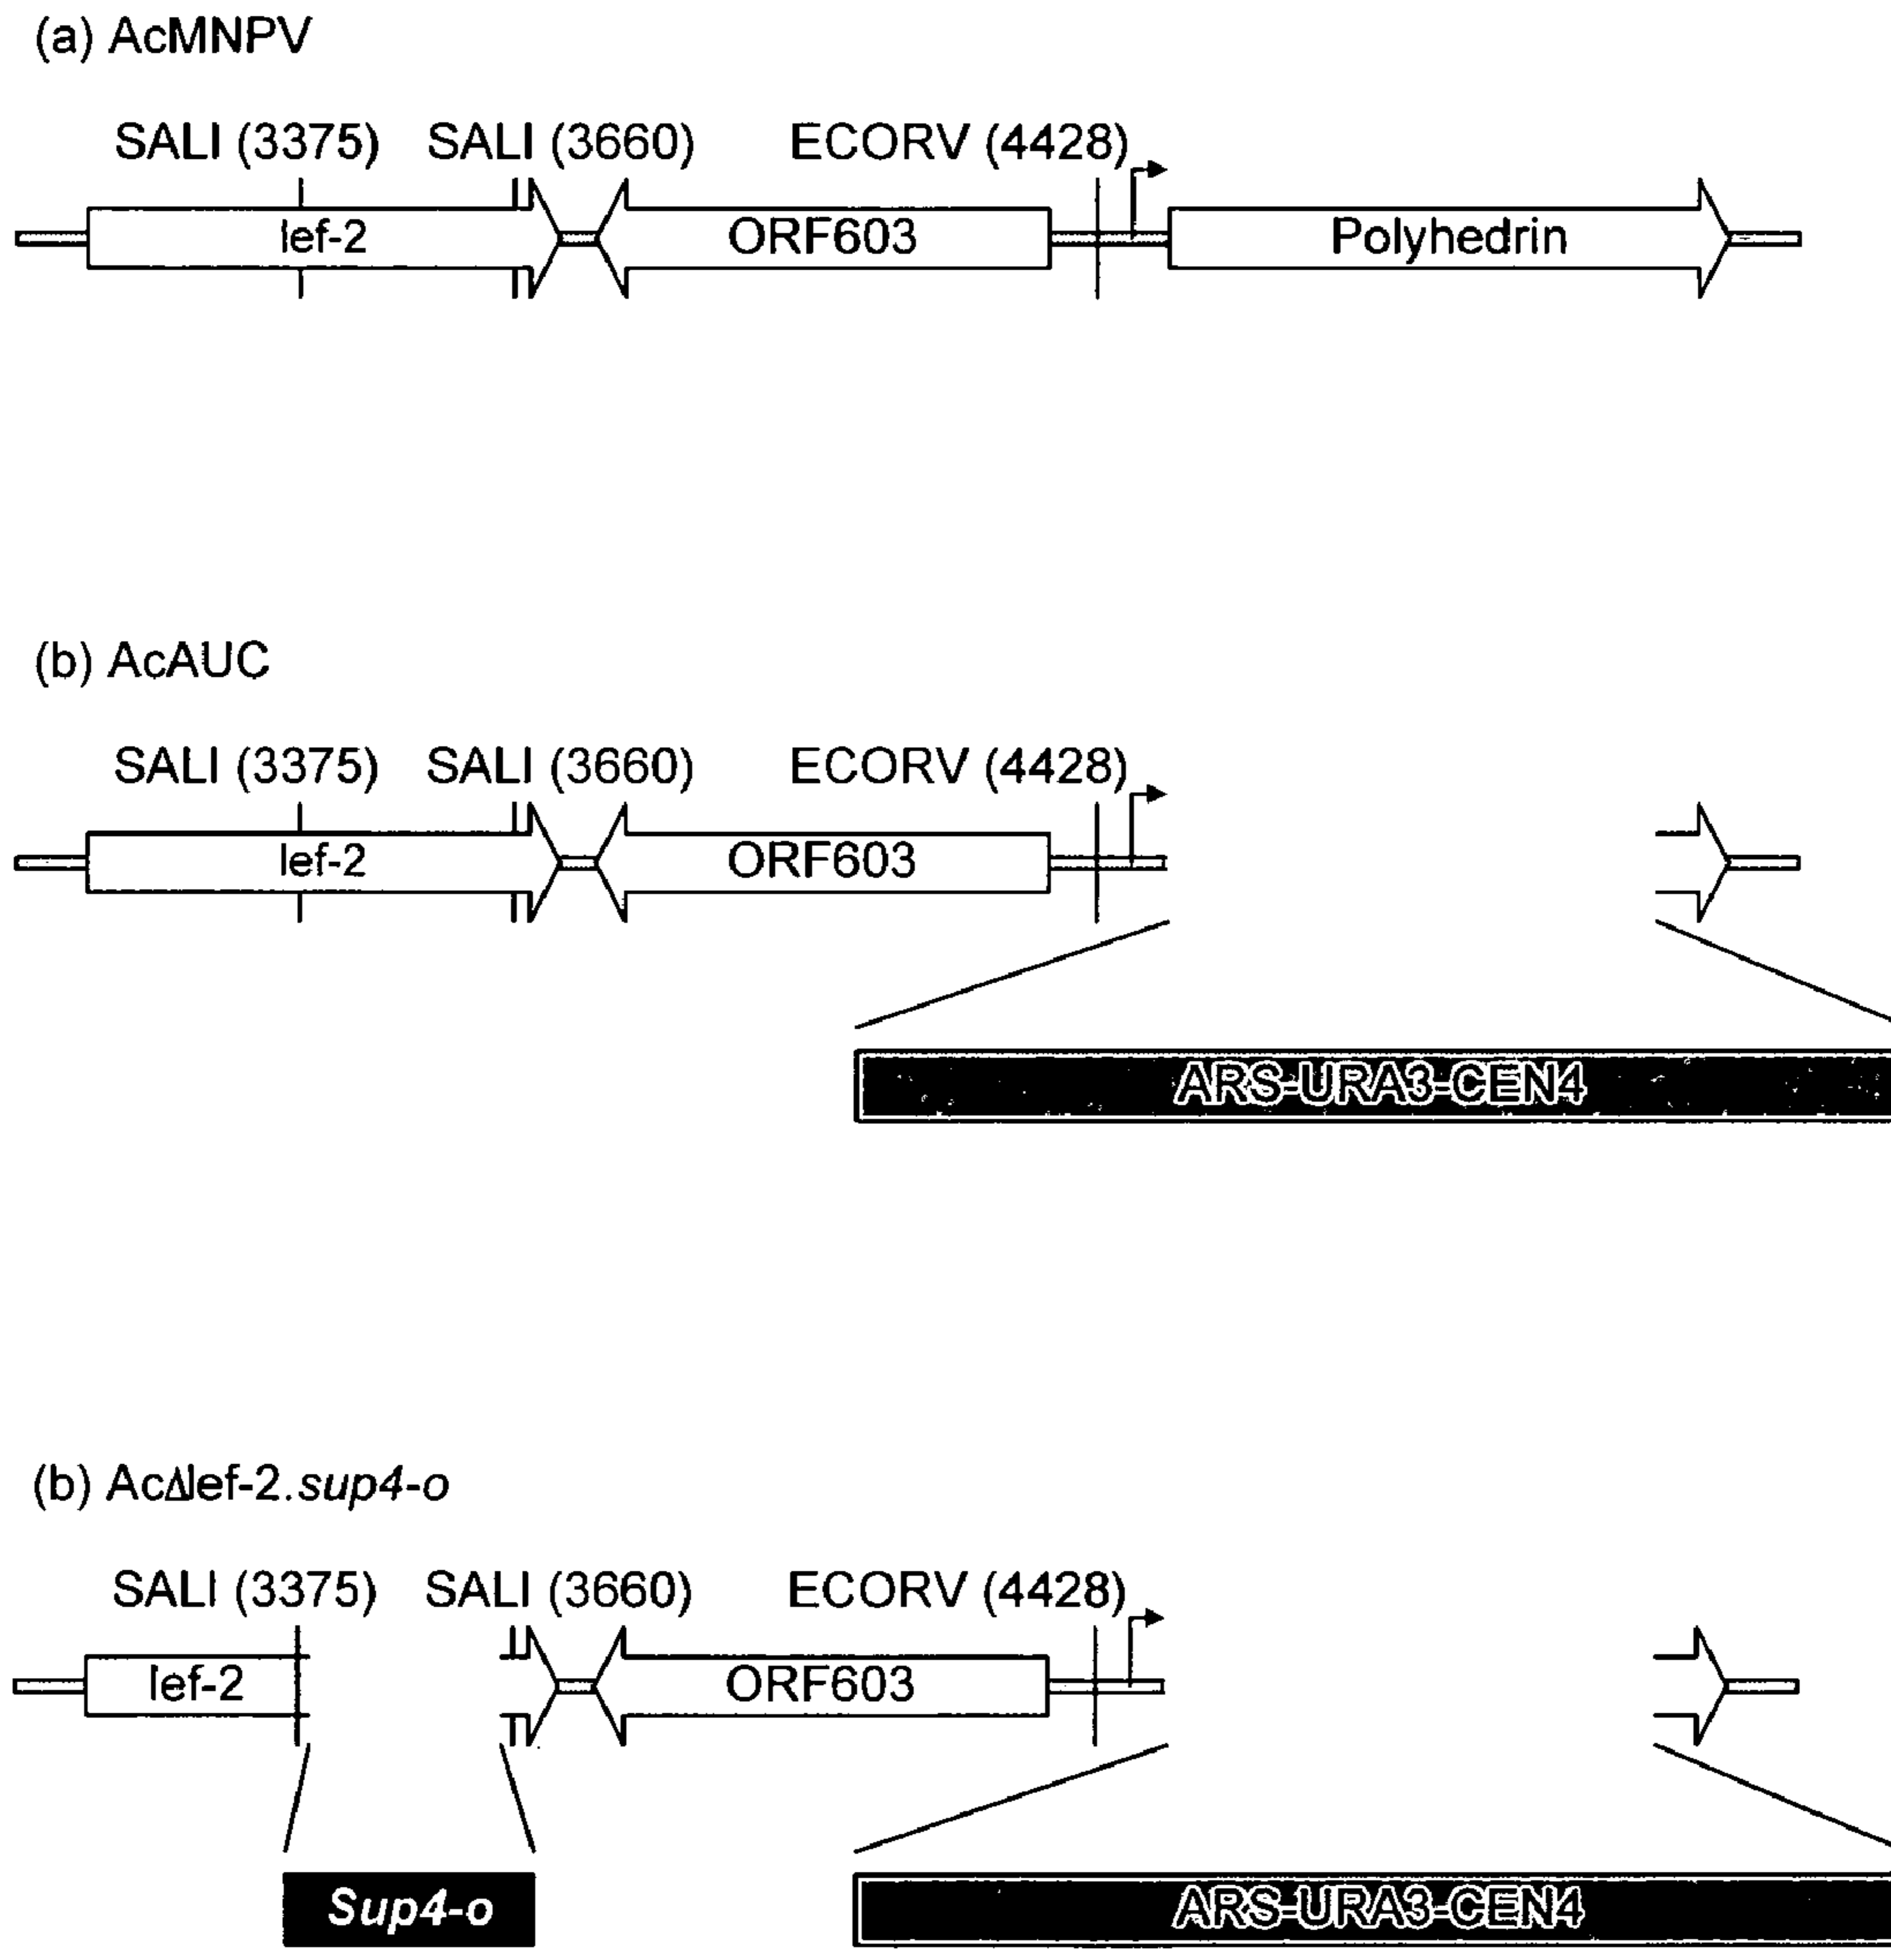 (a) AcMNPV
SALI (3375) SALI (3660) ECORV (4428)
lef-2 ORF603 Polyhedrin
(b) AcAUC
SALI (3375) SALI (3660) ECORV (4428)
lef-2 ORF603
ARS-URA3-CEN4
(b) AcΔlef-2.sup4-o
SALI (3375) SALI (3660) ECORV (4428)
lef-2 ORF603
Sup4-o ARS-URA3-CEN4